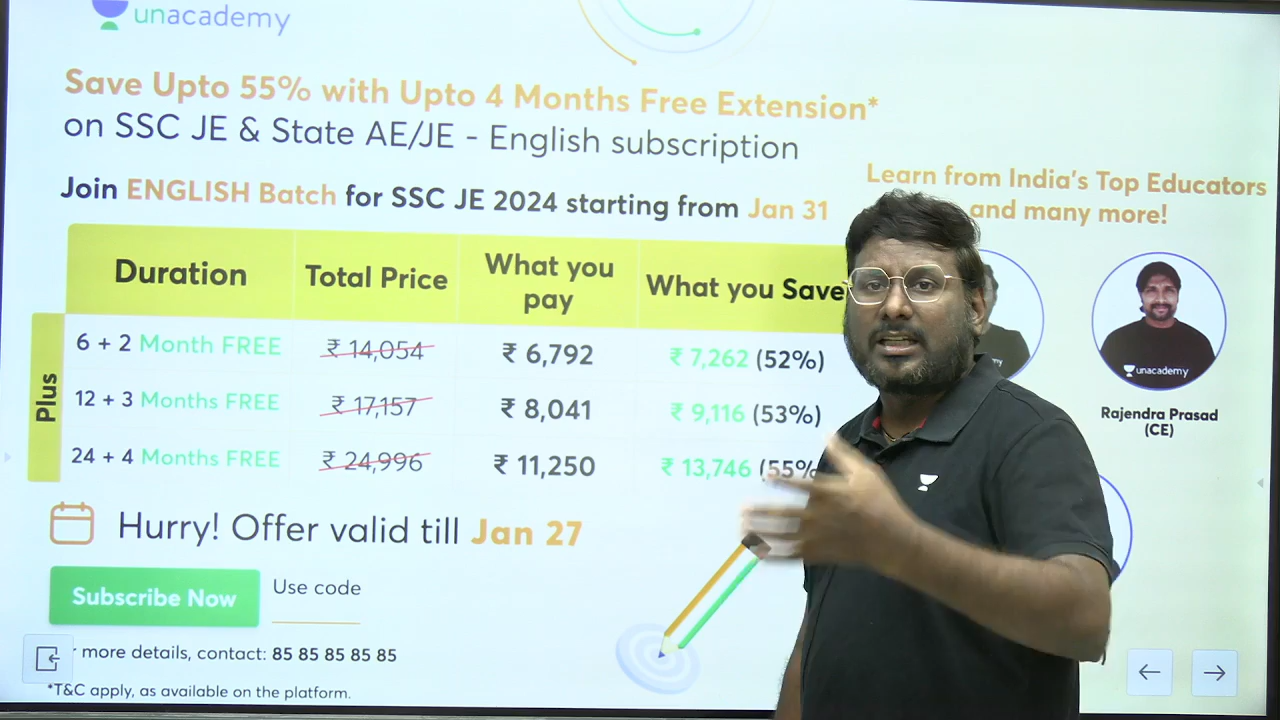 unacademy
Save Upto 55% with Upto 4 Months Free Extension*
on SSC JE & State AE/JE - English subscription
Join ENGLISH Batch for SSC JE 2024 starting from Jan 31
Learn from India's Top Educators
and many more!
Duration Total Price What you pay What you Save
Plus
6 + 2 Month FREE ₹ 14,054 ₹ 6,792 ₹ 7,262 (52%)
12 + 3 Months FREE ₹ 17,157 ₹ 8,041 ₹ 9,116 (53%)
24 + 4 Months FREE ₹ 24,996 ₹ 11,250 ₹ 13,746 (55%
unacademy
Rajendra Prasad
(CE)
Hurry! Offer valid till Jan 27
Subscribe Now Use code
more details, contact: 85 85 85 85 85
*T&C apply, as available on the platform.